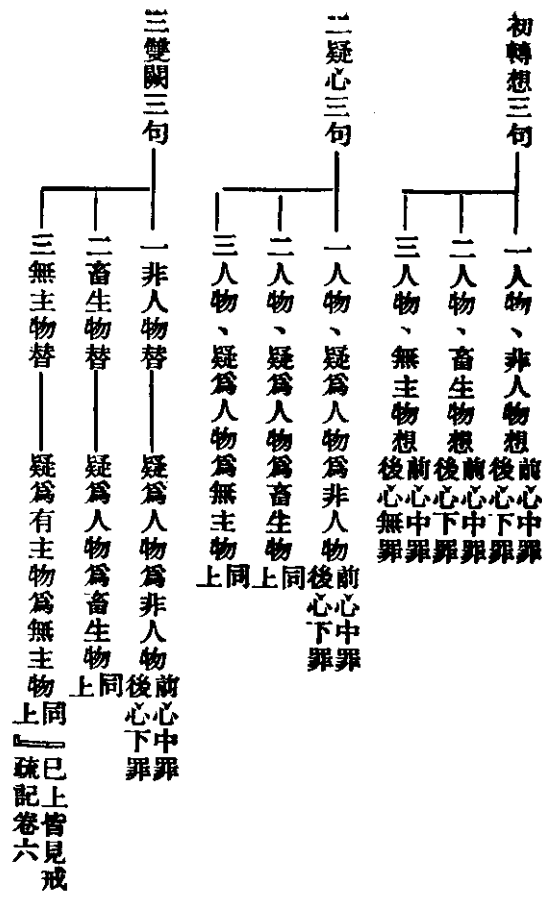 初轉想三句
一人物、非人物想
前心中罪
後心下罪
二人物、畜生物想
前心中罪
後心下罪
三人物、無主物想
前心中罪
後心無罪
二疑心三句
一人物、疑爲人物爲非人物
前心中罪
後心下罪
二人物、疑爲人物爲畜生物
同
上
三人物、疑爲人物爲無主物
同
上
三雙闕三句
一非人物替
疑爲人物爲非人物
前心中罪
後心下罪
二畜生物替
疑爲人物爲畜生物
同
上
三無主物替
疑爲有主物爲無主物
同『已上皆見戒
上『疏記卷六